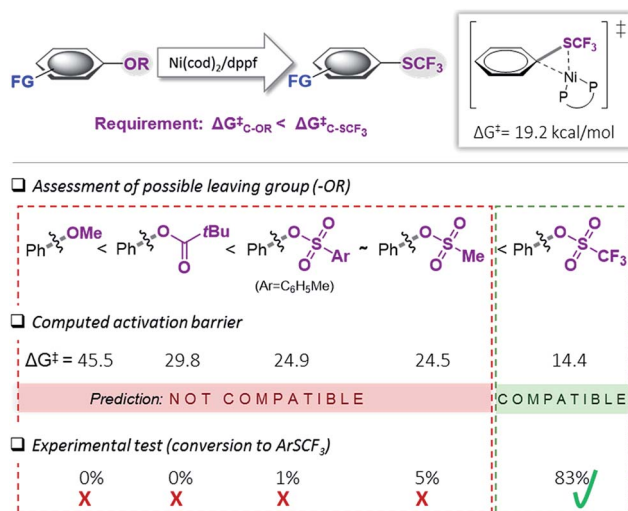 OR
FG
Ni(cod)2/dppf
SCF3
FG
SCF3
Ni
P
P
‡
ΔG‡= 19.2 kcal/mol
Requirement: ΔG‡C-OR < ΔG‡C-SCF3
Assessment of possible leaving group (-OR)
Ph OMe < Ph O O tBu < Ph O S O O Ar ~ Ph O S O O Me < Ph O S O O CF3
(Ar=C6H5Me)
Computed activation barrier
ΔG‡ = 45.5 29.8 24.9 24.5 14.4
Prediction: NOT COMPATIBLE COMPATIBLE
Experimental test (conversion to ArSCF3)
0% 0% 1% 5% 83%
X X X X ✓